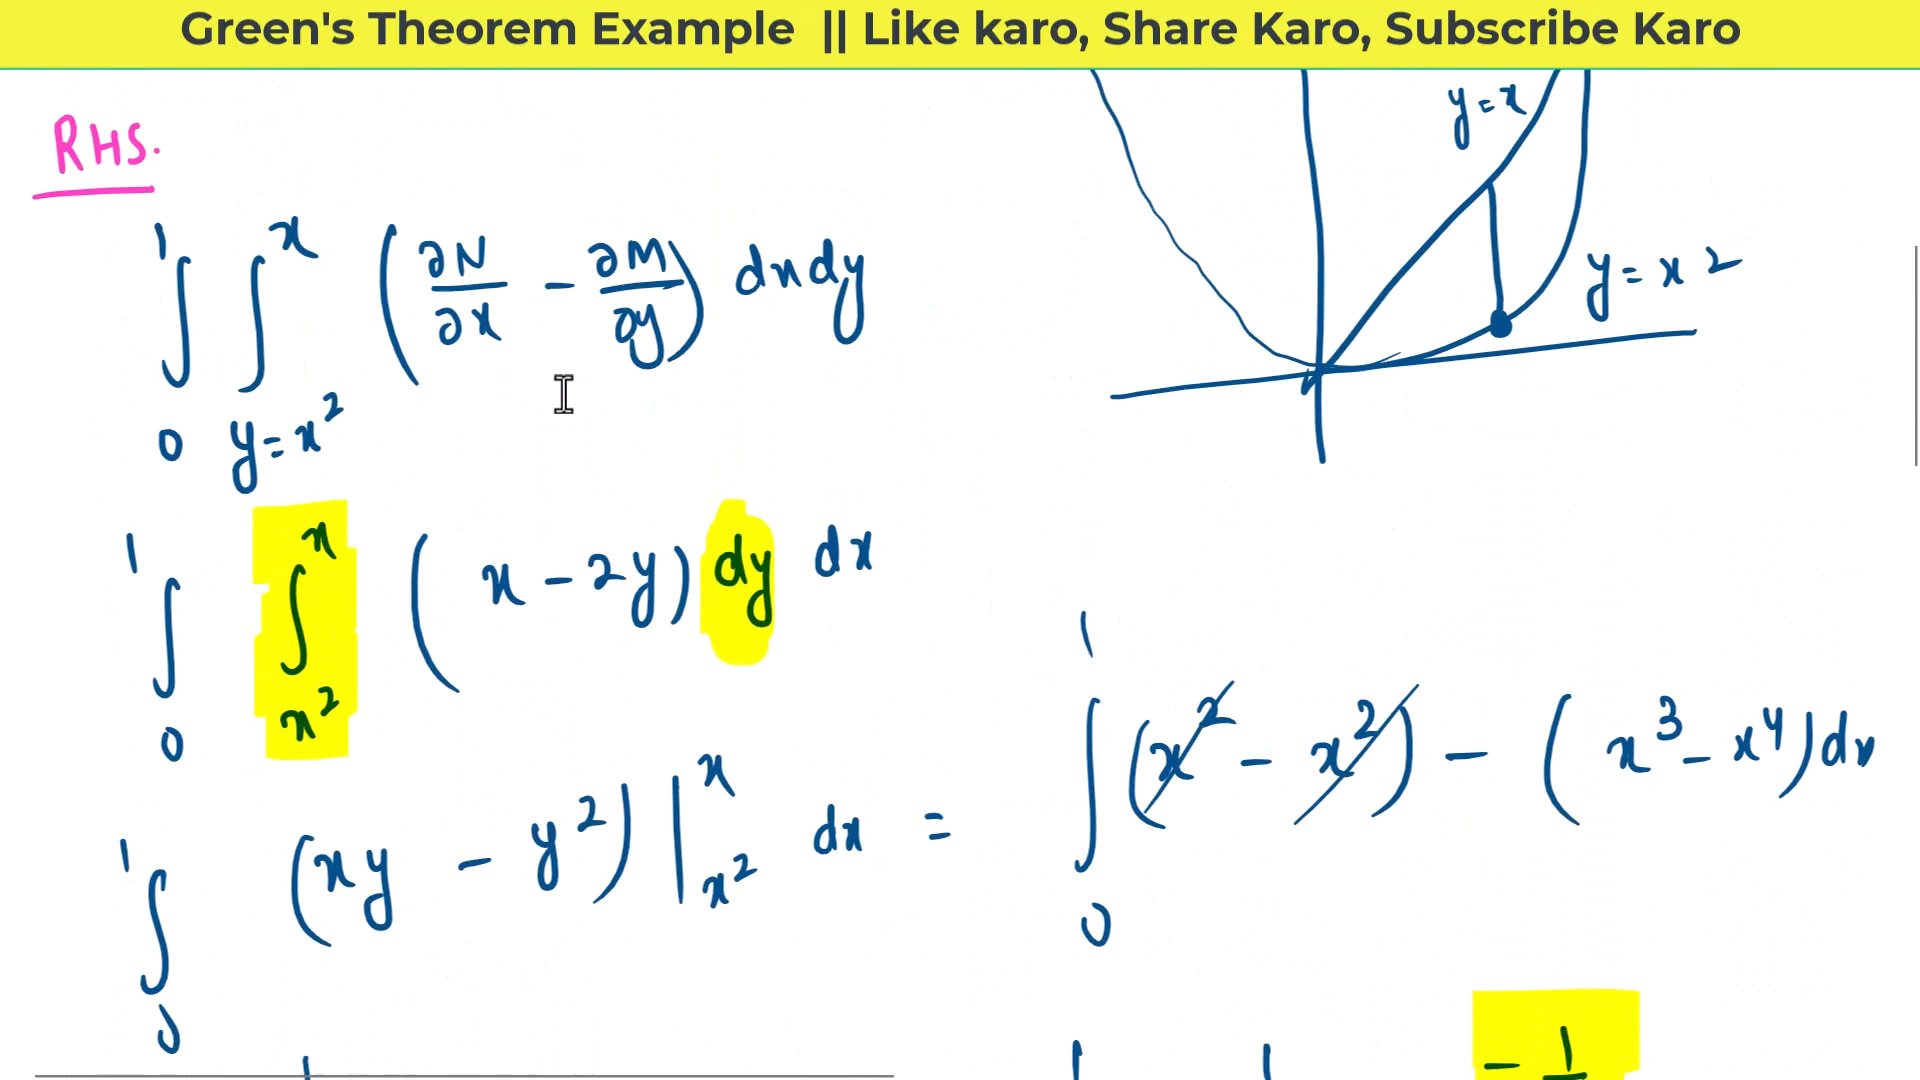 Green's Theorem Example || Like karo, Share Karo, Subscribe Karo
RHS.
y = x
y = x²
∫₀¹ ∫_{y=x²}^{x} (∂N/∂x - ∂M/∂y) dxdy
∫₀¹ ∫_{x²}^{x} (x - 2y) dy dx
∫₀¹ (xy - y²) |_{x²}^{x} dx =
∫₀¹ (x² - x²) - (x³ - x⁴) dx
- 1